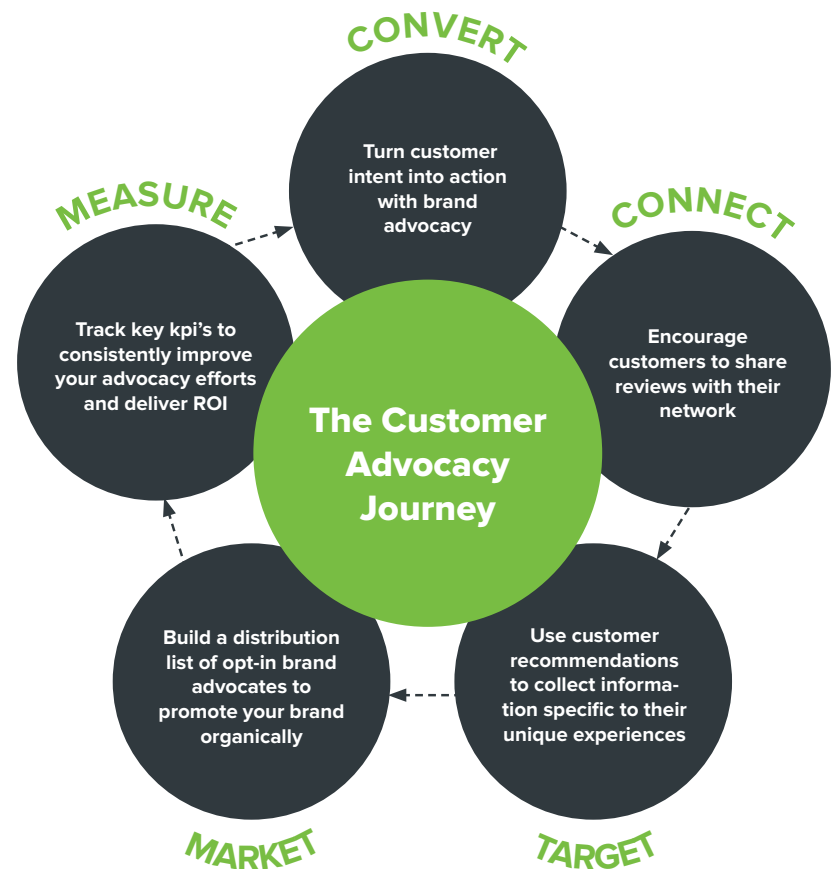 CONVERT
Turn customer
intent into action
with brand
advocacy
CONNECT
Encourage
customers to share
reviews with their
network
TARGET
Use customer
recommendations
to collect informa-
tion specific to their
unique experiences
MARKET
Build a distribution
list of opt-in brand
advocates to
promote your brand
organically
MEASURE
Track key kpi’s to
consistently improve
your advocacy efforts
and deliver ROI
The Customer
Advocacy
Journey